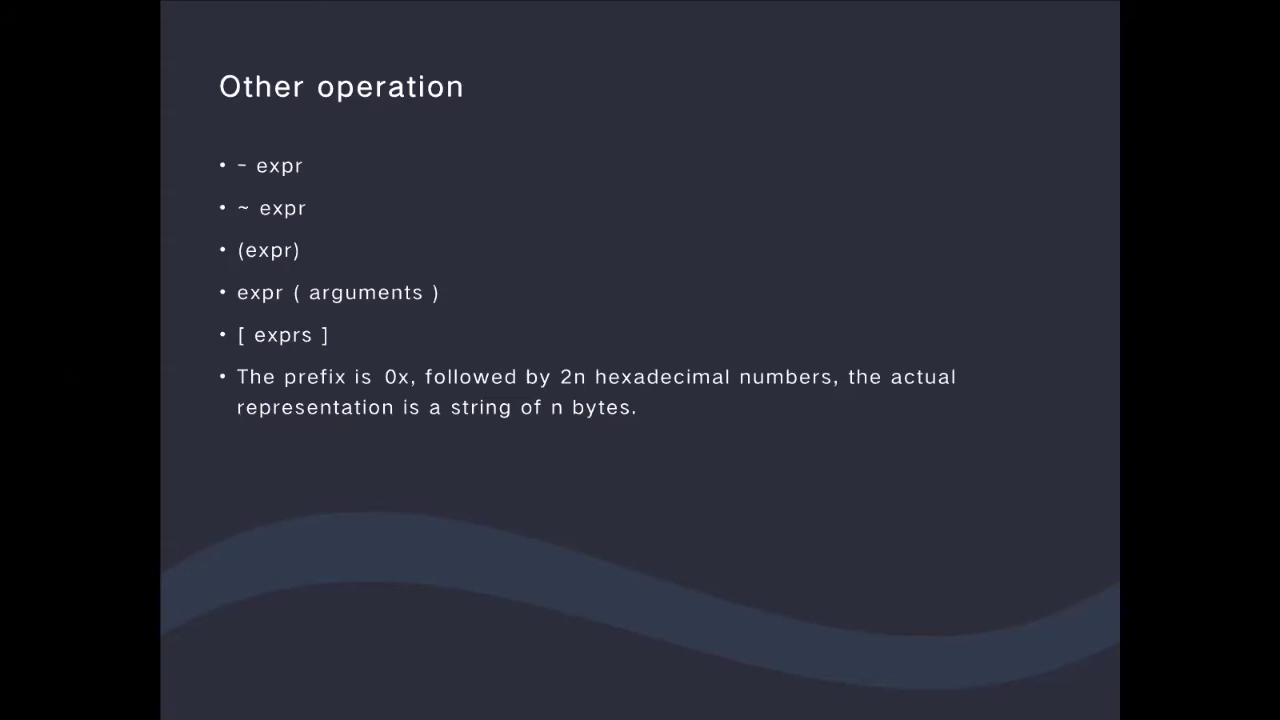 Other operation
• - expr
• ~ expr
• (expr)
• expr ( arguments )
• [ exprs ]
• The prefix is 0x, followed by 2n hexadecimal numbers, the actual
representation is a string of n bytes.